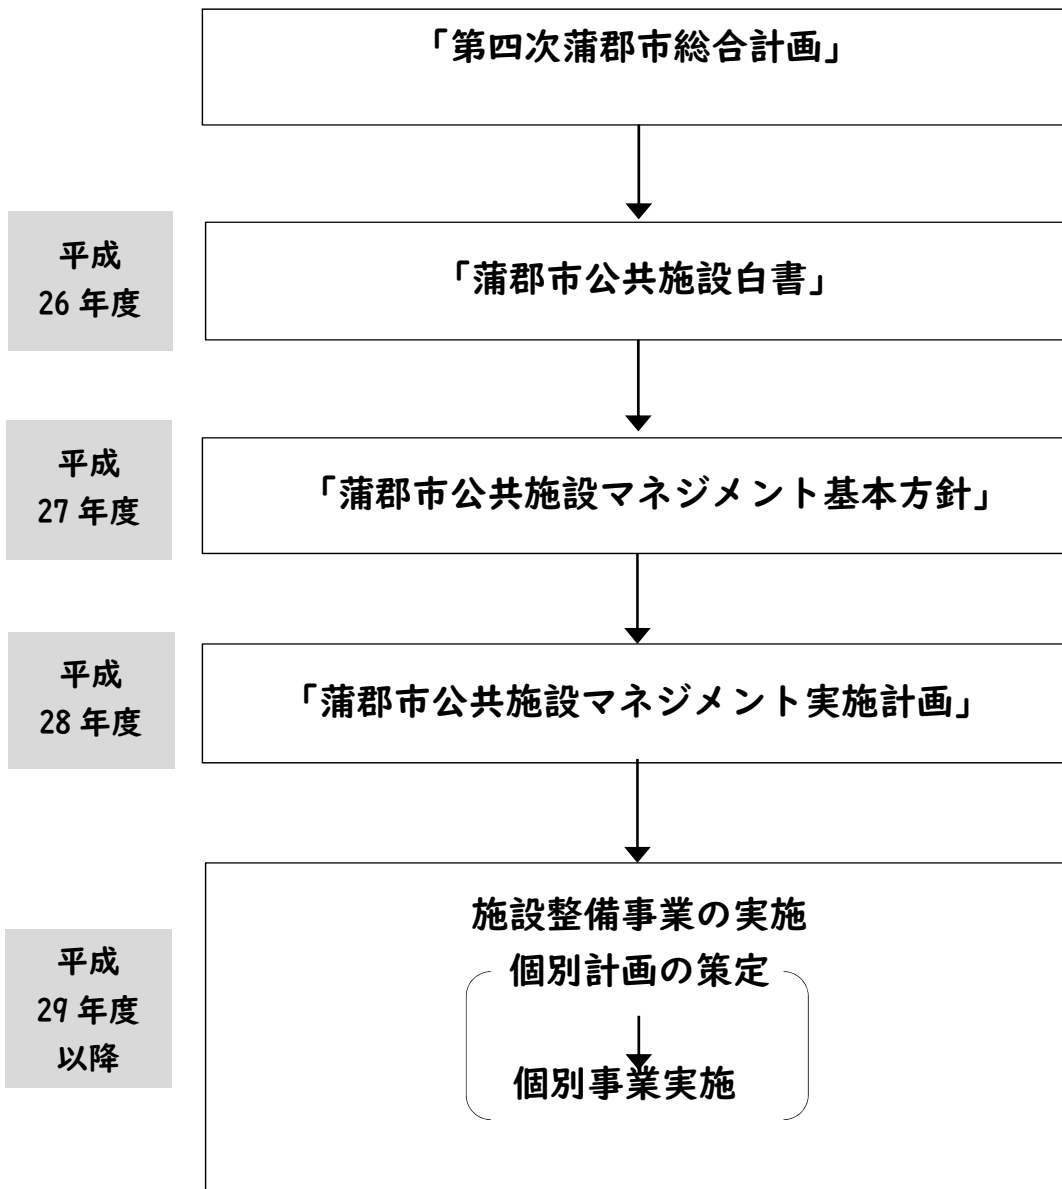 「第四次蒲郡市総合計画」
平成
26 年度
「蒲郡市公共施設白書」
平成
27 年度
「蒲郡市公共施設マネジメント基本方針」
平成
28 年度
「蒲郡市公共施設マネジメント実施計画」
平成
29 年度
以降
施設整備事業の実施
個別計画の策定
個別事業実施